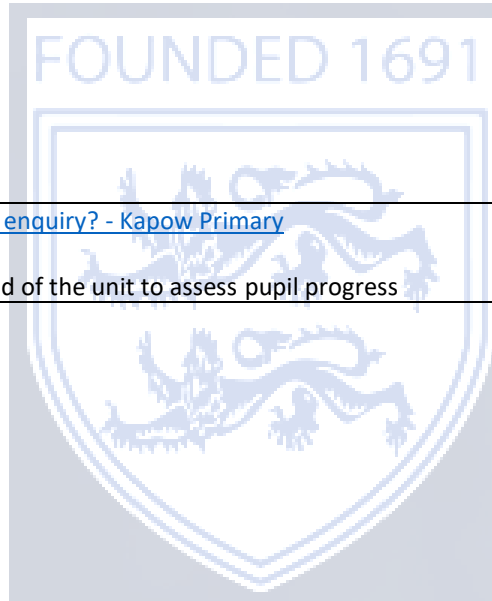 FOUNDED 1691
enquiry? - Kapow Primary
d of the unit to assess pupil progress